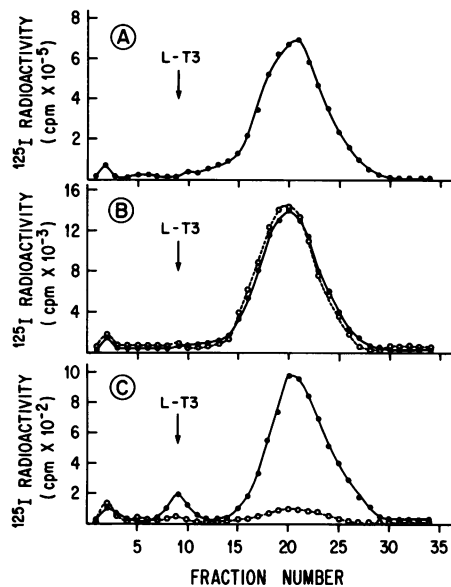 A
L-T3
125I RADIOACTIVITY
(cpm X 10-5)
8
6
4
2
B
L-T3
125I RADIOACTIVITY
(cpm X 10-3)
16
12
8
4
C
L-T3
125I RADIOACTIVITY
(cpm X 10-2)
10
8
6
4
2
5 10 15 20 25 30 35
FRACTION NUMBER